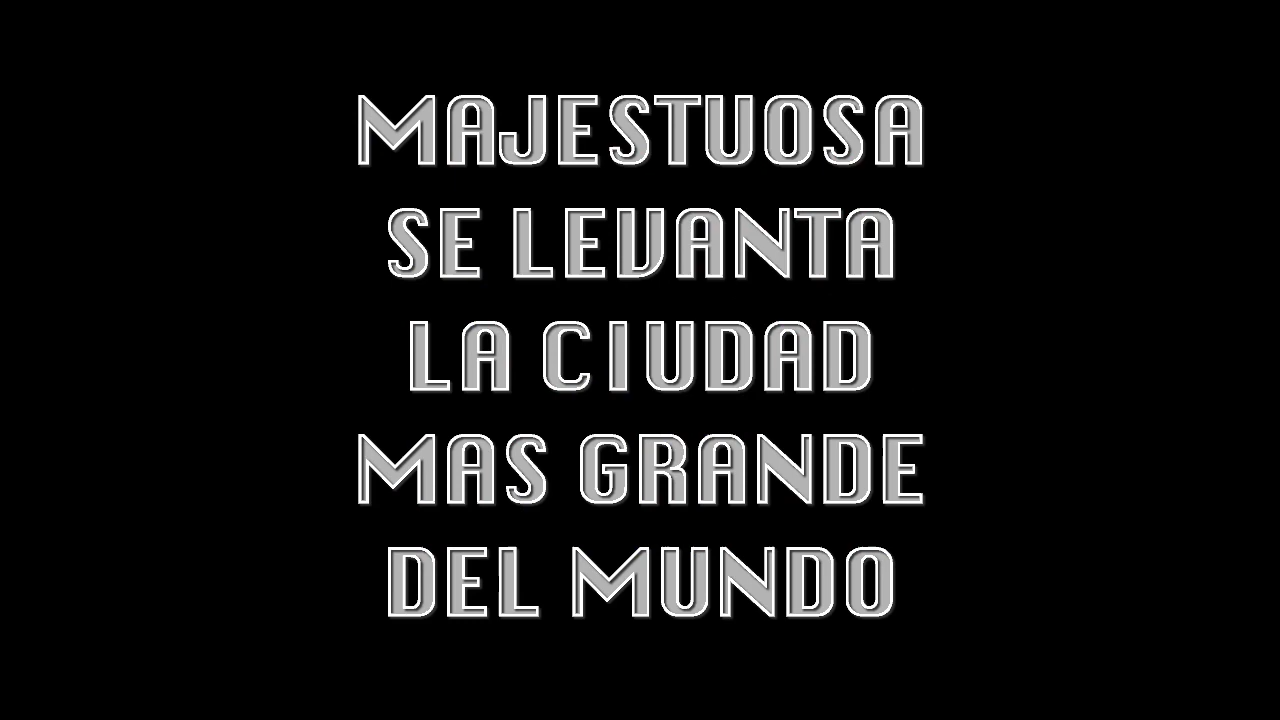 MAJESTUOSA
SE LEVANTA
LA CIUDAD
MAS GRANDE
DEL MUNDO